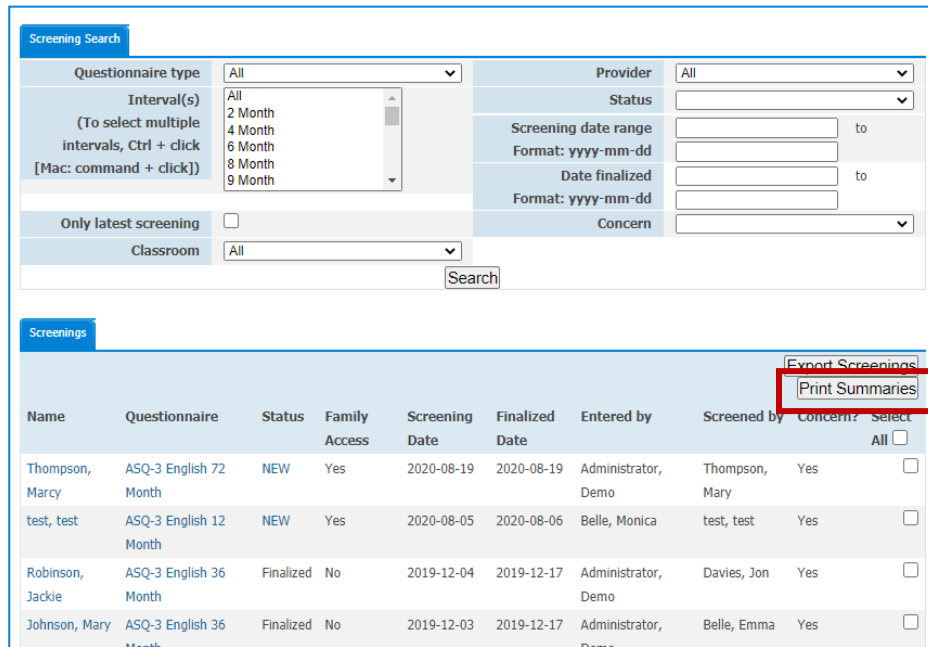 Screening Search
Questionnaire type All Provider All
Interval(s)
(To select multiple
intervals, Ctrl + click
[Mac: command + click])
All
2 Month
4 Month
6 Month
8 Month
9 Month
Status
Screening date range to
Format: yyyy-mm-dd
Date finalized to
Format: yyyy-mm-dd
Only latest screening Concern
Classroom All
Search
Screenings
Export Screenings
Print Summaries
Name Questionnaire Status Family Screening Finalized Entered by Screened by Concern? Select
Access Date Date All
Thompson, ASQ-3 English 72 NEW Yes 2020-08-19 2020-08-19 Administrator, Thompson, Yes
Marcy Month Demo Mary
test, test ASQ-3 English 12 NEW Yes 2020-08-05 2020-08-06 Belle, Monica test, test Yes
Month
Robinson, ASQ-3 English 36 Finalized No 2019-12-04 2019-12-17 Administrator, Davies, Jon Yes
Jackie Month Demo
Johnson, Mary ASQ-3 English 36 Finalized No 2019-12-03 2019-12-17 Administrator, Belle, Emma Yes
Month Demo